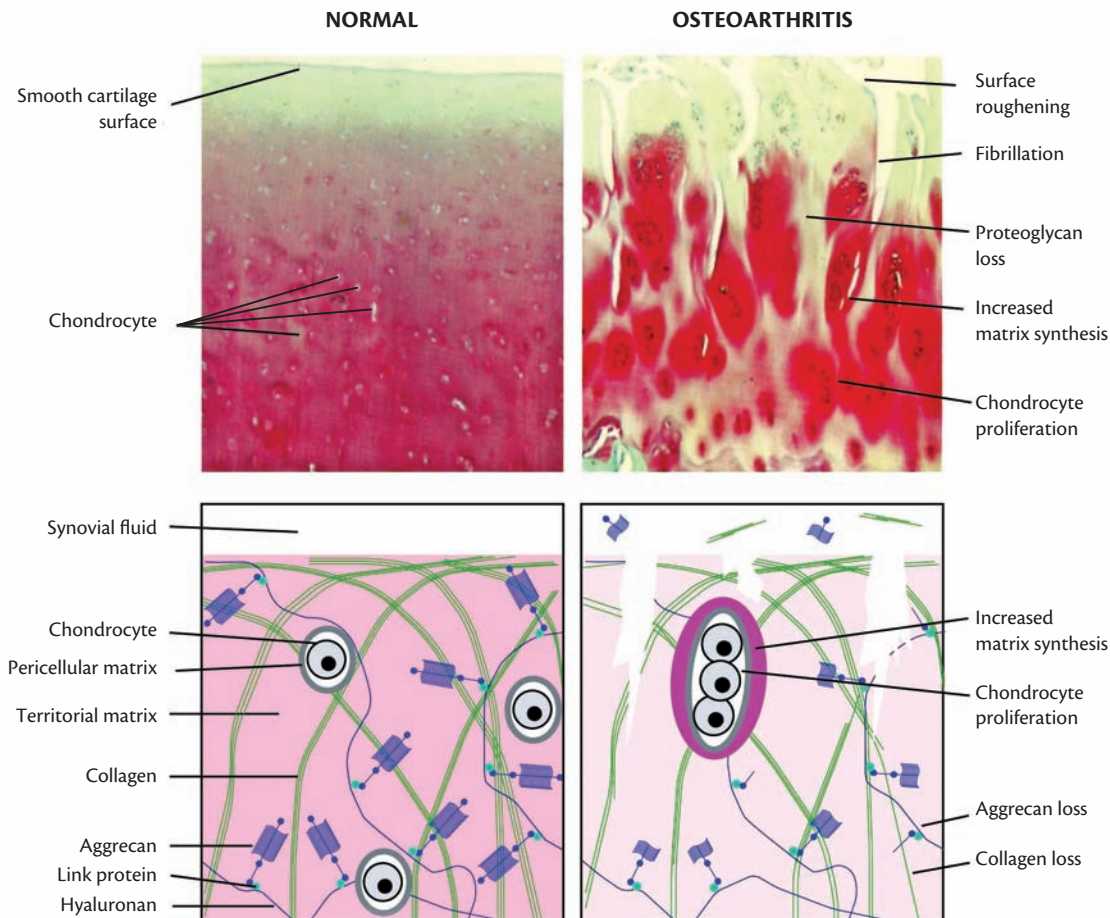 NORMAL
OSTEOARTHRITIS
Smooth cartilage
surface
Chondrocyte
Surface
roughening
Fibrillation
Proteoglycan
loss
Increased
matrix synthesis
Chondrocyte
proliferation
Synovial fluid
Chondrocyte
Pericellular matrix
Territorial matrix
Collagen
Aggrecan
Link protein
Hyaluronan
Increased
matrix synthesis
Chondrocyte
proliferation
Aggrecan loss
Collagen loss